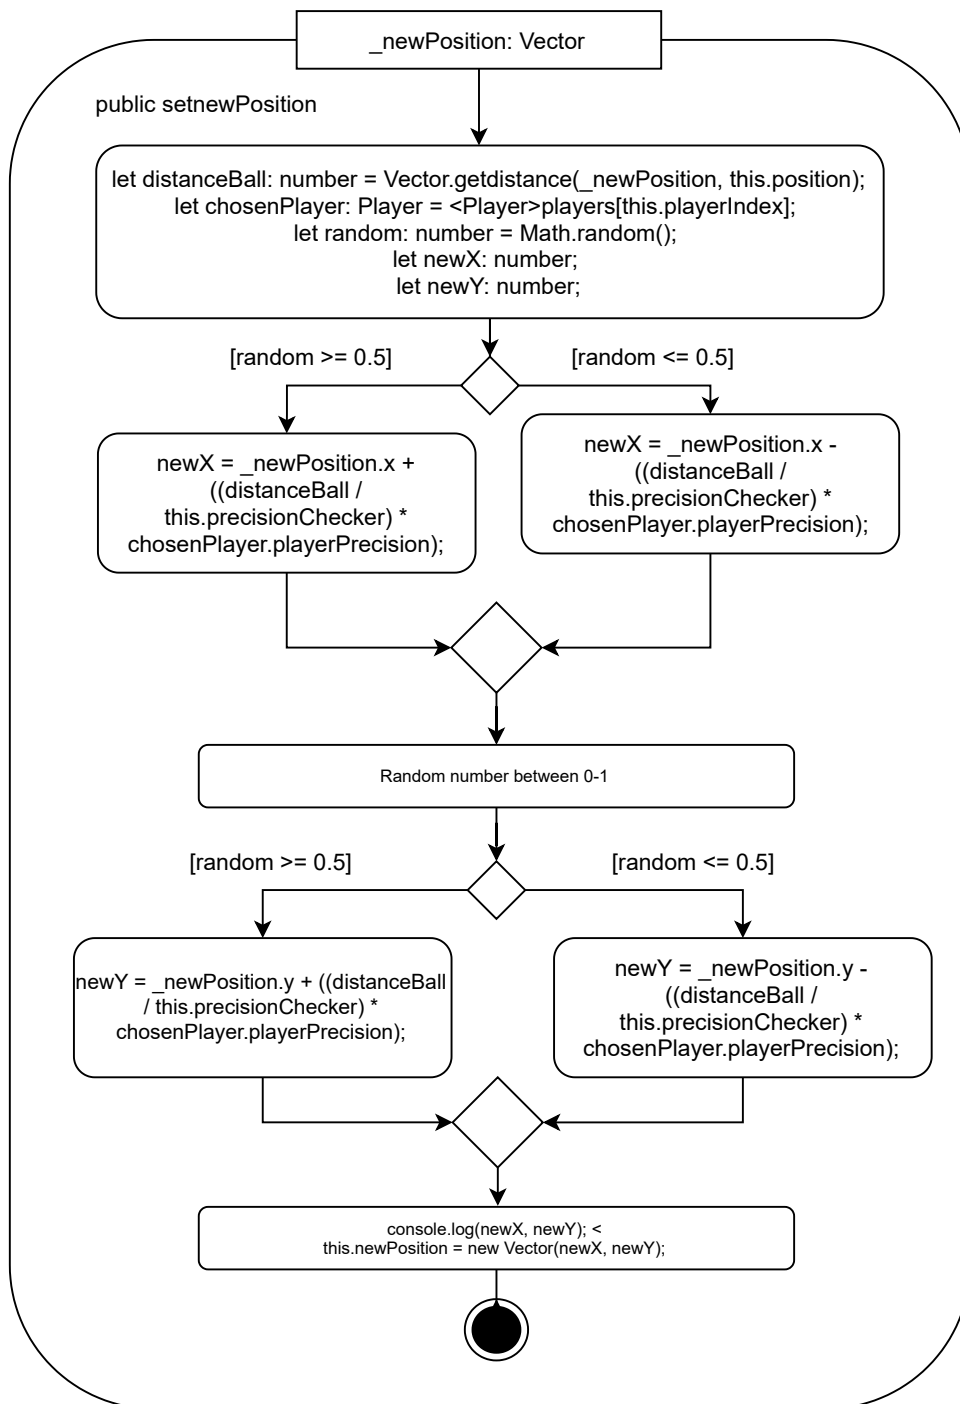 _newPosition: Vector
public setnewPosition
let distanceBall: number = Vector.getdistance(_newPosition, this.position);
let chosenPlayer: Player = <Player>players[this.playerIndex];
let random: number = Math.random();
let newX: number;
let newY: number;
[random >= 0.5]
[random <= 0.5]
newX = _newPosition.x +
((distanceBall /
this.precisionChecker) *
chosenPlayer.playerPrecision);
newX = _newPosition.x -
((distanceBall /
this.precisionChecker) *
chosenPlayer.playerPrecision);
Random number between 0-1
[random >= 0.5]
[random <= 0.5]
newY = _newPosition.y + ((distanceBall
/ this.precisionChecker) *
chosenPlayer.playerPrecision);
newY = _newPosition.y -
((distanceBall /
this.precisionChecker) *
chosenPlayer.playerPrecision);
console.log(newX, newY); <
this.newPosition = new Vector(newX, newY);